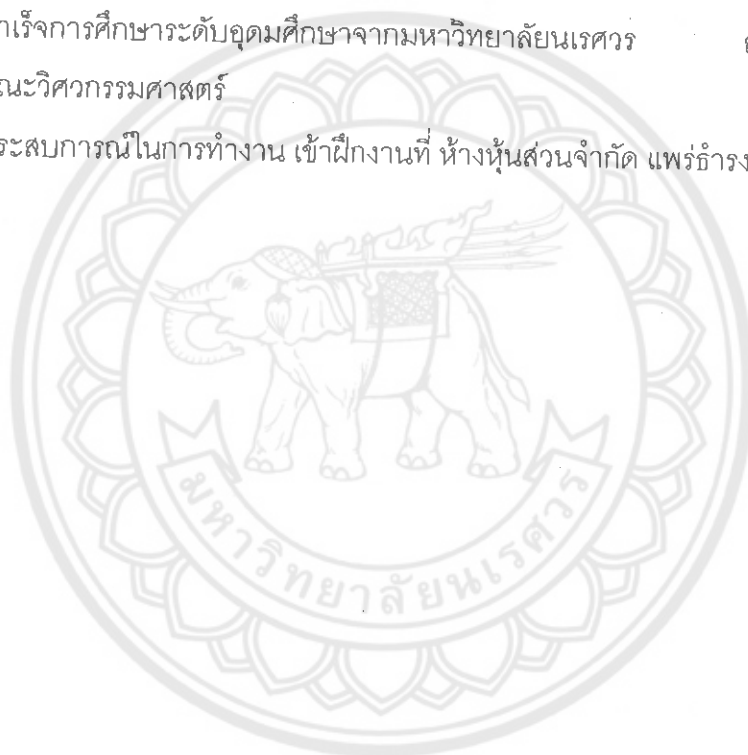 าเร็จการศึกษาระดับอุดมศึกษาจากมหาวิทยาลัยนเรศวร
ณะวิศวกรรมศาสตร์
ระสบการณ์ในการทำงาน เข้าฝึกงานที่ ห้างหุ้นส่วนจำกัด แพร่ธำรง
มหาวิทยาลัยนเรศวร